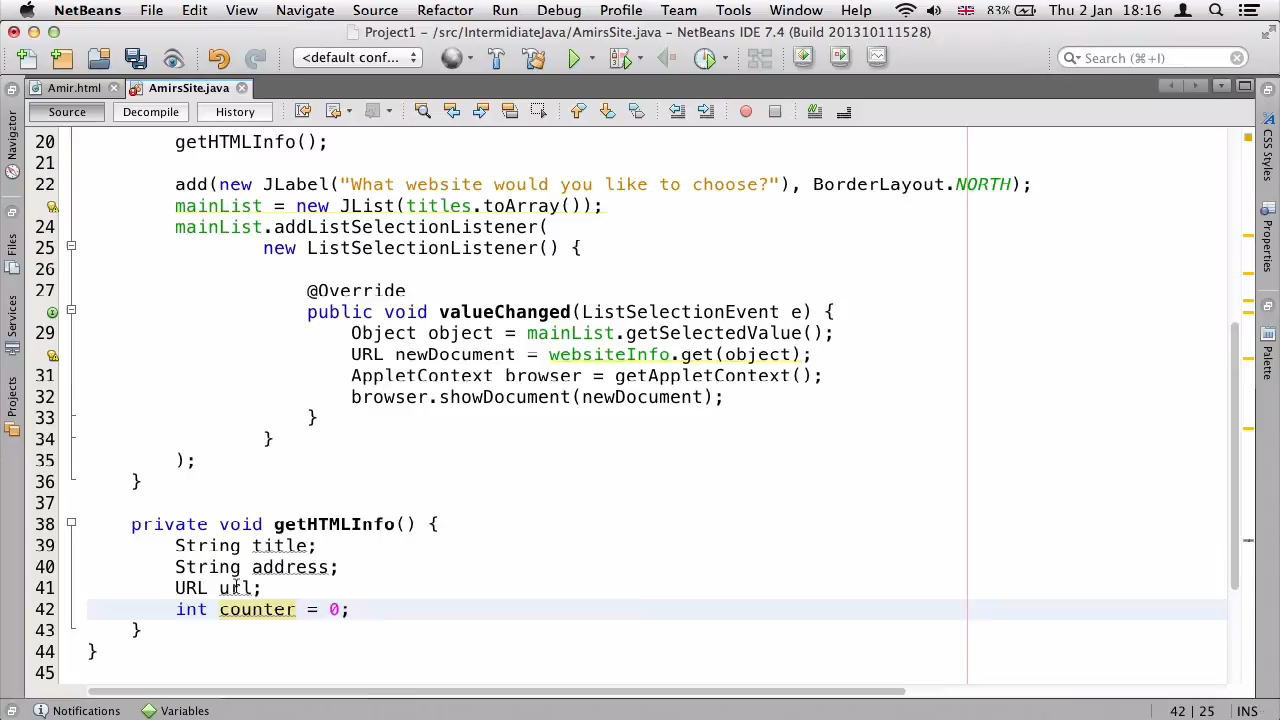 NetBeans File Edit View Navigate Source Refactor Run Debug Profile Team Tools Window Help 83% Thu 2 Jan 18:16
Project1 - /src/IntermidiateJava/AmirsSite.java - NetBeans IDE 7.4 (Build 201310111528)
<default conf... Search (⌘+I)
Amir.html AmirsSite.java
Source Decompile History
Navigator
Files
Services
Projects
CSS Styles
Properties
Palette
20 getHTMLInfo();
21
22 add(new JLabel("What website would you like to choose?"), BorderLayout.NORTH);
mainList = new JList(titles.toArray());
24 mainList.addListSelectionListener(
25 new ListSelectionListener() {
26
27 @Override
public void valueChanged(ListSelectionEvent e) {
29 Object object = mainList.getSelectedValue();
URL newDocument = websiteInfo.get(object);
31 AppletContext browser = getAppletContext();
32 browser.showDocument(newDocument);
33 }
34 }
35 );
36 }
37
38 private void getHTMLInfo() {
39 String title;
40 String address;
41 URL url;
42 int counter = 0;
43 }
44 }
45
Notifications Variables 42 | 25 INS